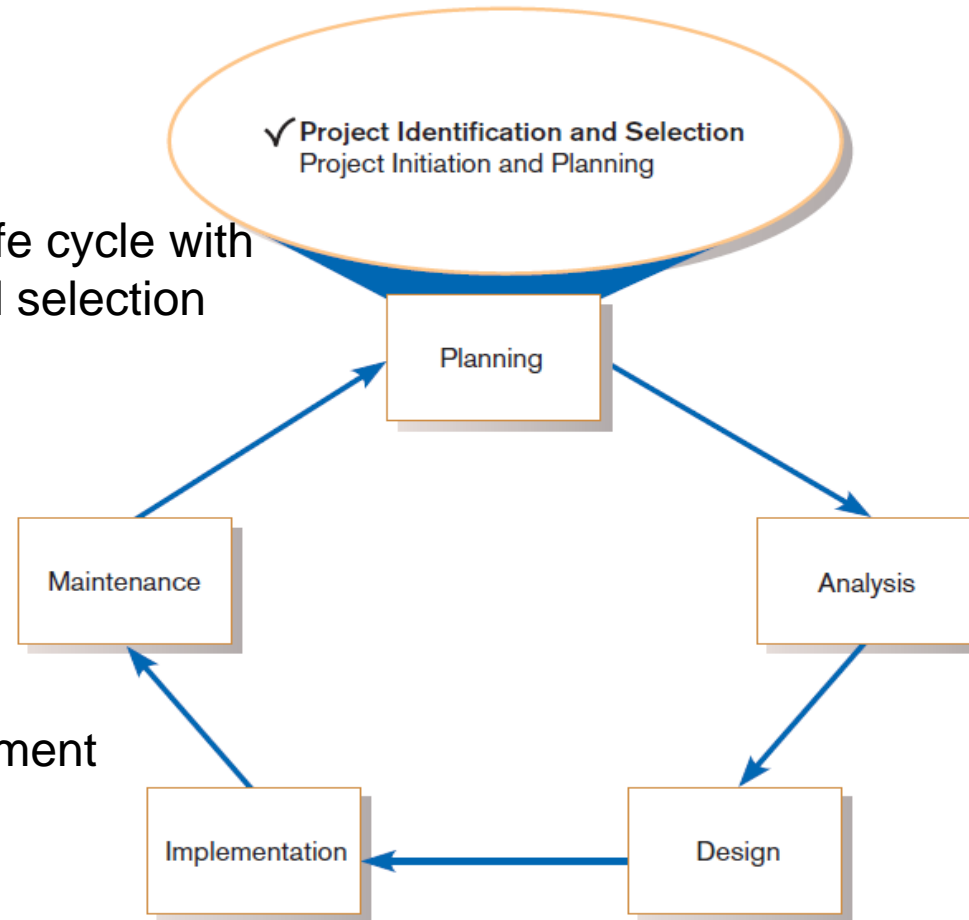 ✓Project Identification and Selection
Project Initiation and Planning
fe cycle with
selection
Planning
Maintenance
Analysis
ment
Implementation
Design